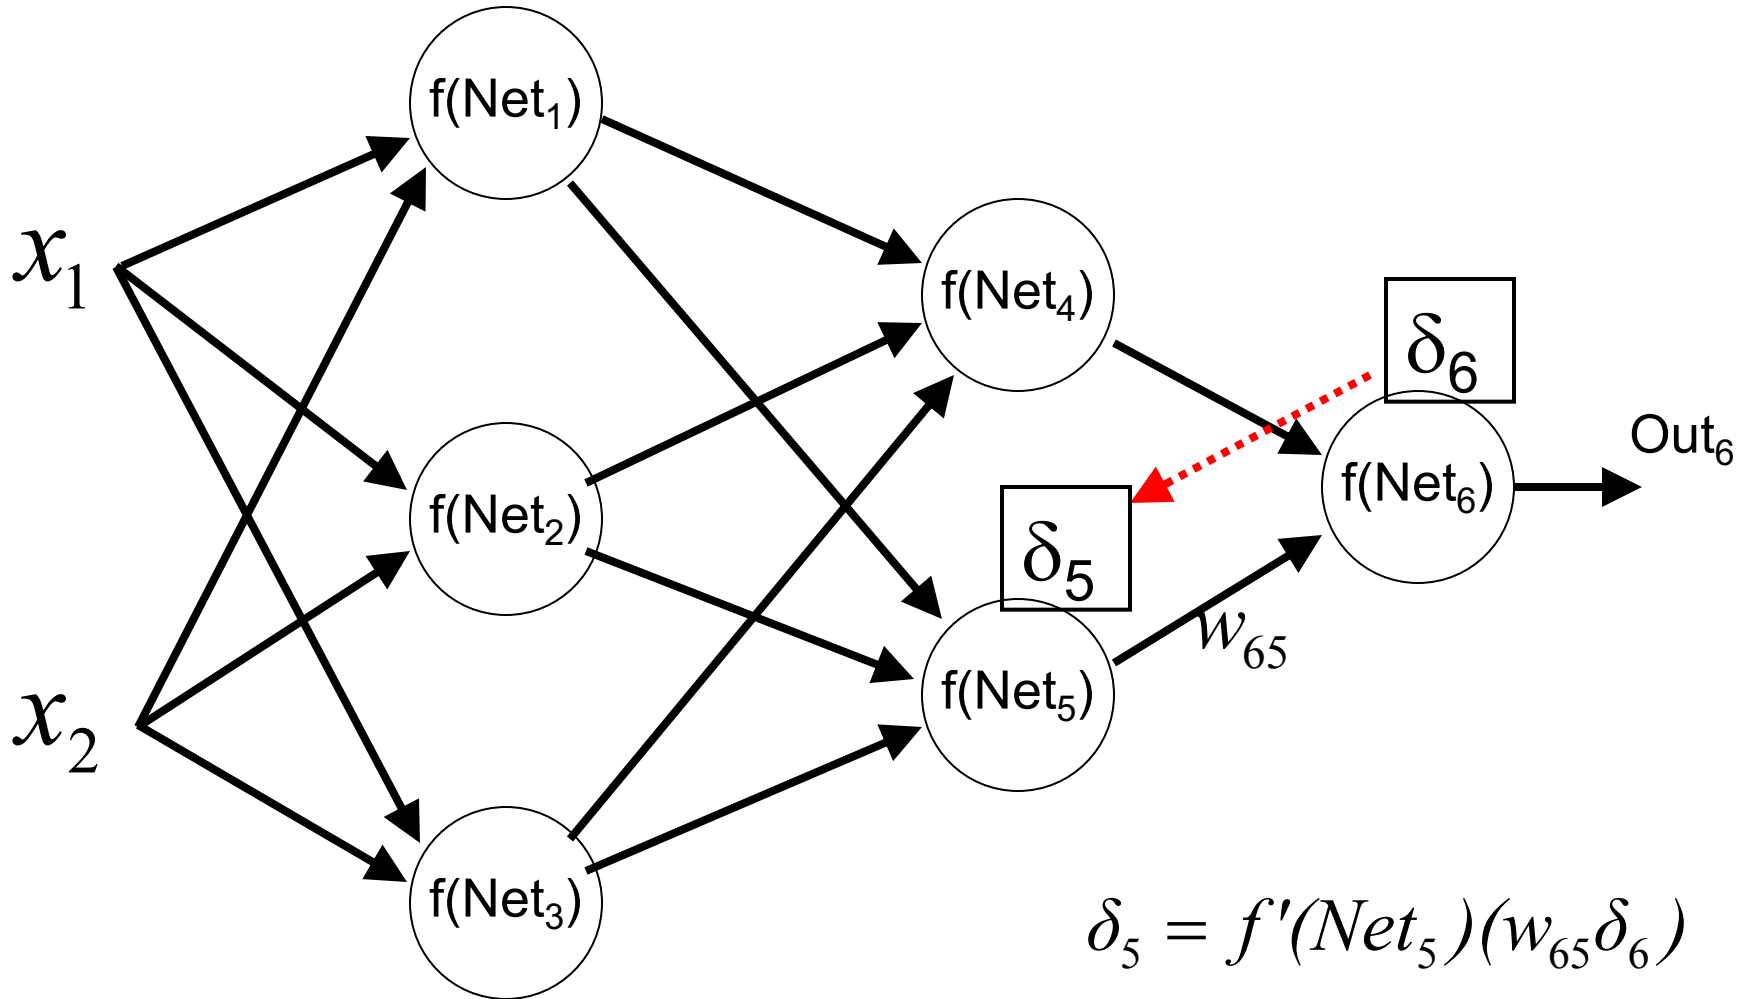 f(Net₁)
x₁
f(Net₄)
δ₆
Out₆
f(Net₂)
f(Net₆)
δ₅
w₆₅
x₂
f(Net₅)
f(Net₃)
δ₅ = f'(Net₅)(w₆₅δ₆)